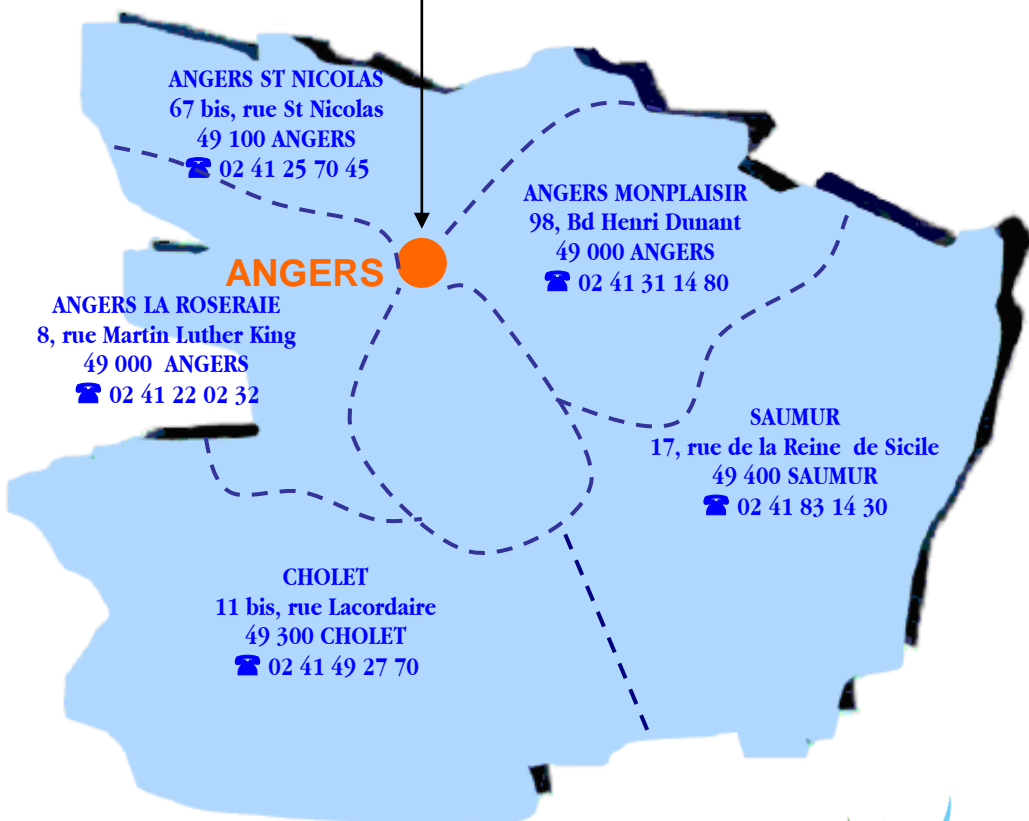 ANGERS ST NICOLAS
67 bis, rue St Nicolas
49 100 ANGERS
☎ 02 41 25 70 45
ANGERS MONPLAISIR
98, Bd Henri Dunant
49 000 ANGERS
☎ 02 41 31 14 80
ANGERS
ANGERS LA ROSERAIE
8, rue Martin Luther King
49 000 ANGERS
☎ 02 41 22 02 32
SAUMUR
17, rue de la Reine de Sicile
49 400 SAUMUR
☎ 02 41 83 14 30
CHOLET
11 bis, rue Lacordaire
49 300 CHOLET
☎ 02 41 49 27 70